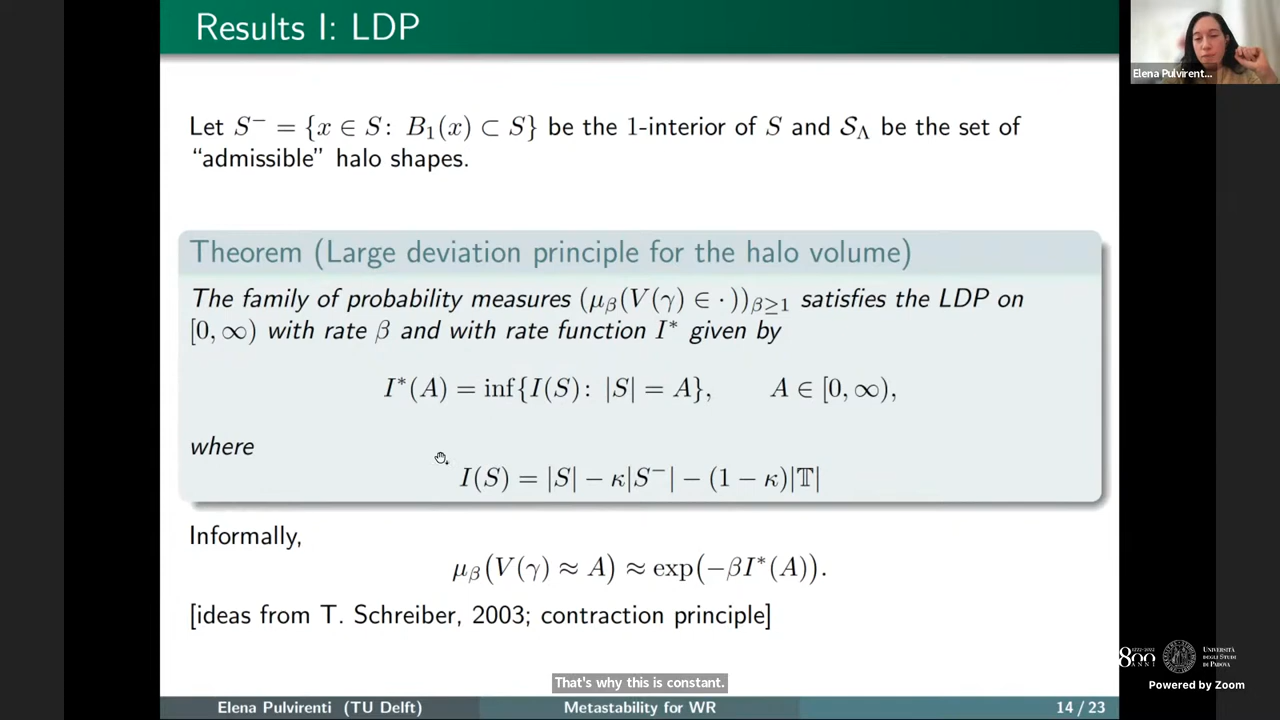 Results I: LDP
Elena Pulvirent...
Let S⁻ = {x ∈ S: B₁(x) ⊂ S} be the 1-interior of S and 𝒮_Λ be the set of
“admissible” halo shapes.
Theorem (Large deviation principle for the halo volume)
The family of probability measures (μ_β(V(γ) ∈ ·))_{β≥1} satisfies the LDP on
[0, ∞) with rate β and with rate function I* given by
I*(A) = inf{I(S): |S| = A}, A ∈ [0, ∞),
where
I(S) = |S| − κ|S⁻| − (1 − κ)|𝕋|
Informally,
μ_β(V(γ) ≈ A) ≈ exp(−βI*(A)).
[ideas from T. Schreiber, 2003; contraction principle]
800
1222-2022
ANNI
UNIVERSITÀ
DEGLI STUDI
DI PADOVA
Powered by Zoom
That's why this is constant.
Elena Pulvirenti (TU Delft) Metastability for WR 14 / 23